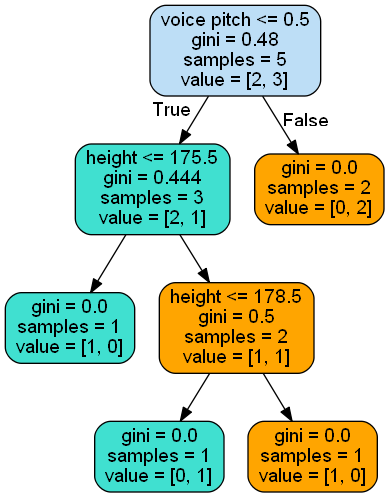 voice pitch <= 0.5
gini = 0.48
samples = 5
value = [2, 3]
True
False
height <= 175.5
gini = 0.444
samples = 3
value = [2, 1]
gini = 0.0
samples = 2
value = [0, 2]
gini = 0.0
samples = 1
value = [1, 0]
height <= 178.5
gini = 0.5
samples = 2
value = [1, 1]
gini = 0.0
samples = 1
value = [0, 1]
gini = 0.0
samples = 1
value = [1, 0]